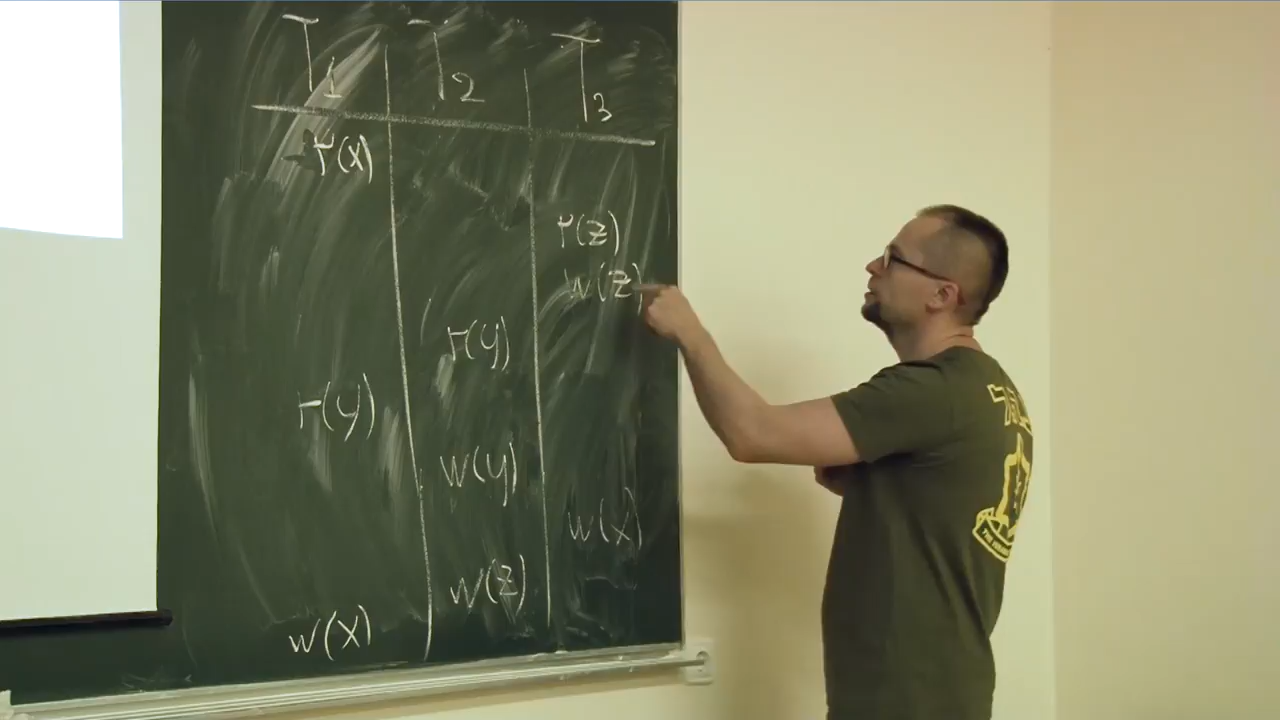 T1 T2 T3
r(x)
r(z)
w(z)
r(y)
r(y)
w(y)
w(x)
w(z)
w(x)